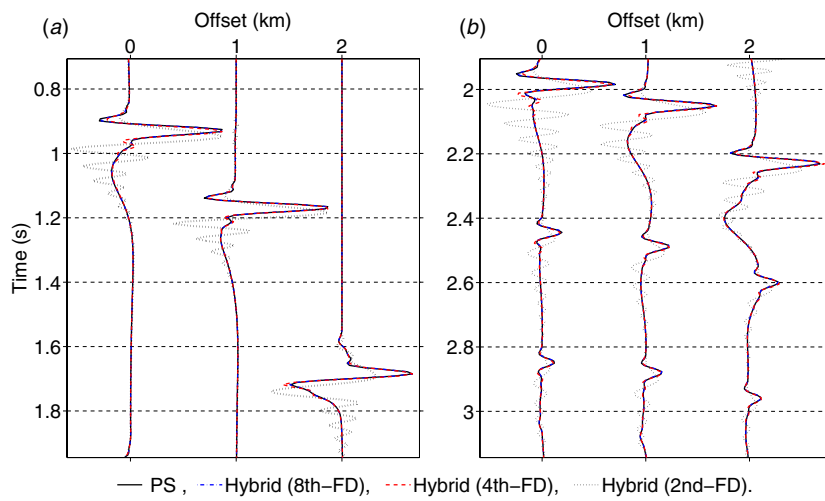 (a) Offset (km)
0 1 2
0.8
1
1.2
1.4
1.6
1.8
Time (s)
(b) Offset (km)
0 1 2
2
2.2
2.4
2.6
2.8
3
PS , Hybrid (8th−FD), Hybrid (4th−FD), Hybrid (2nd−FD).